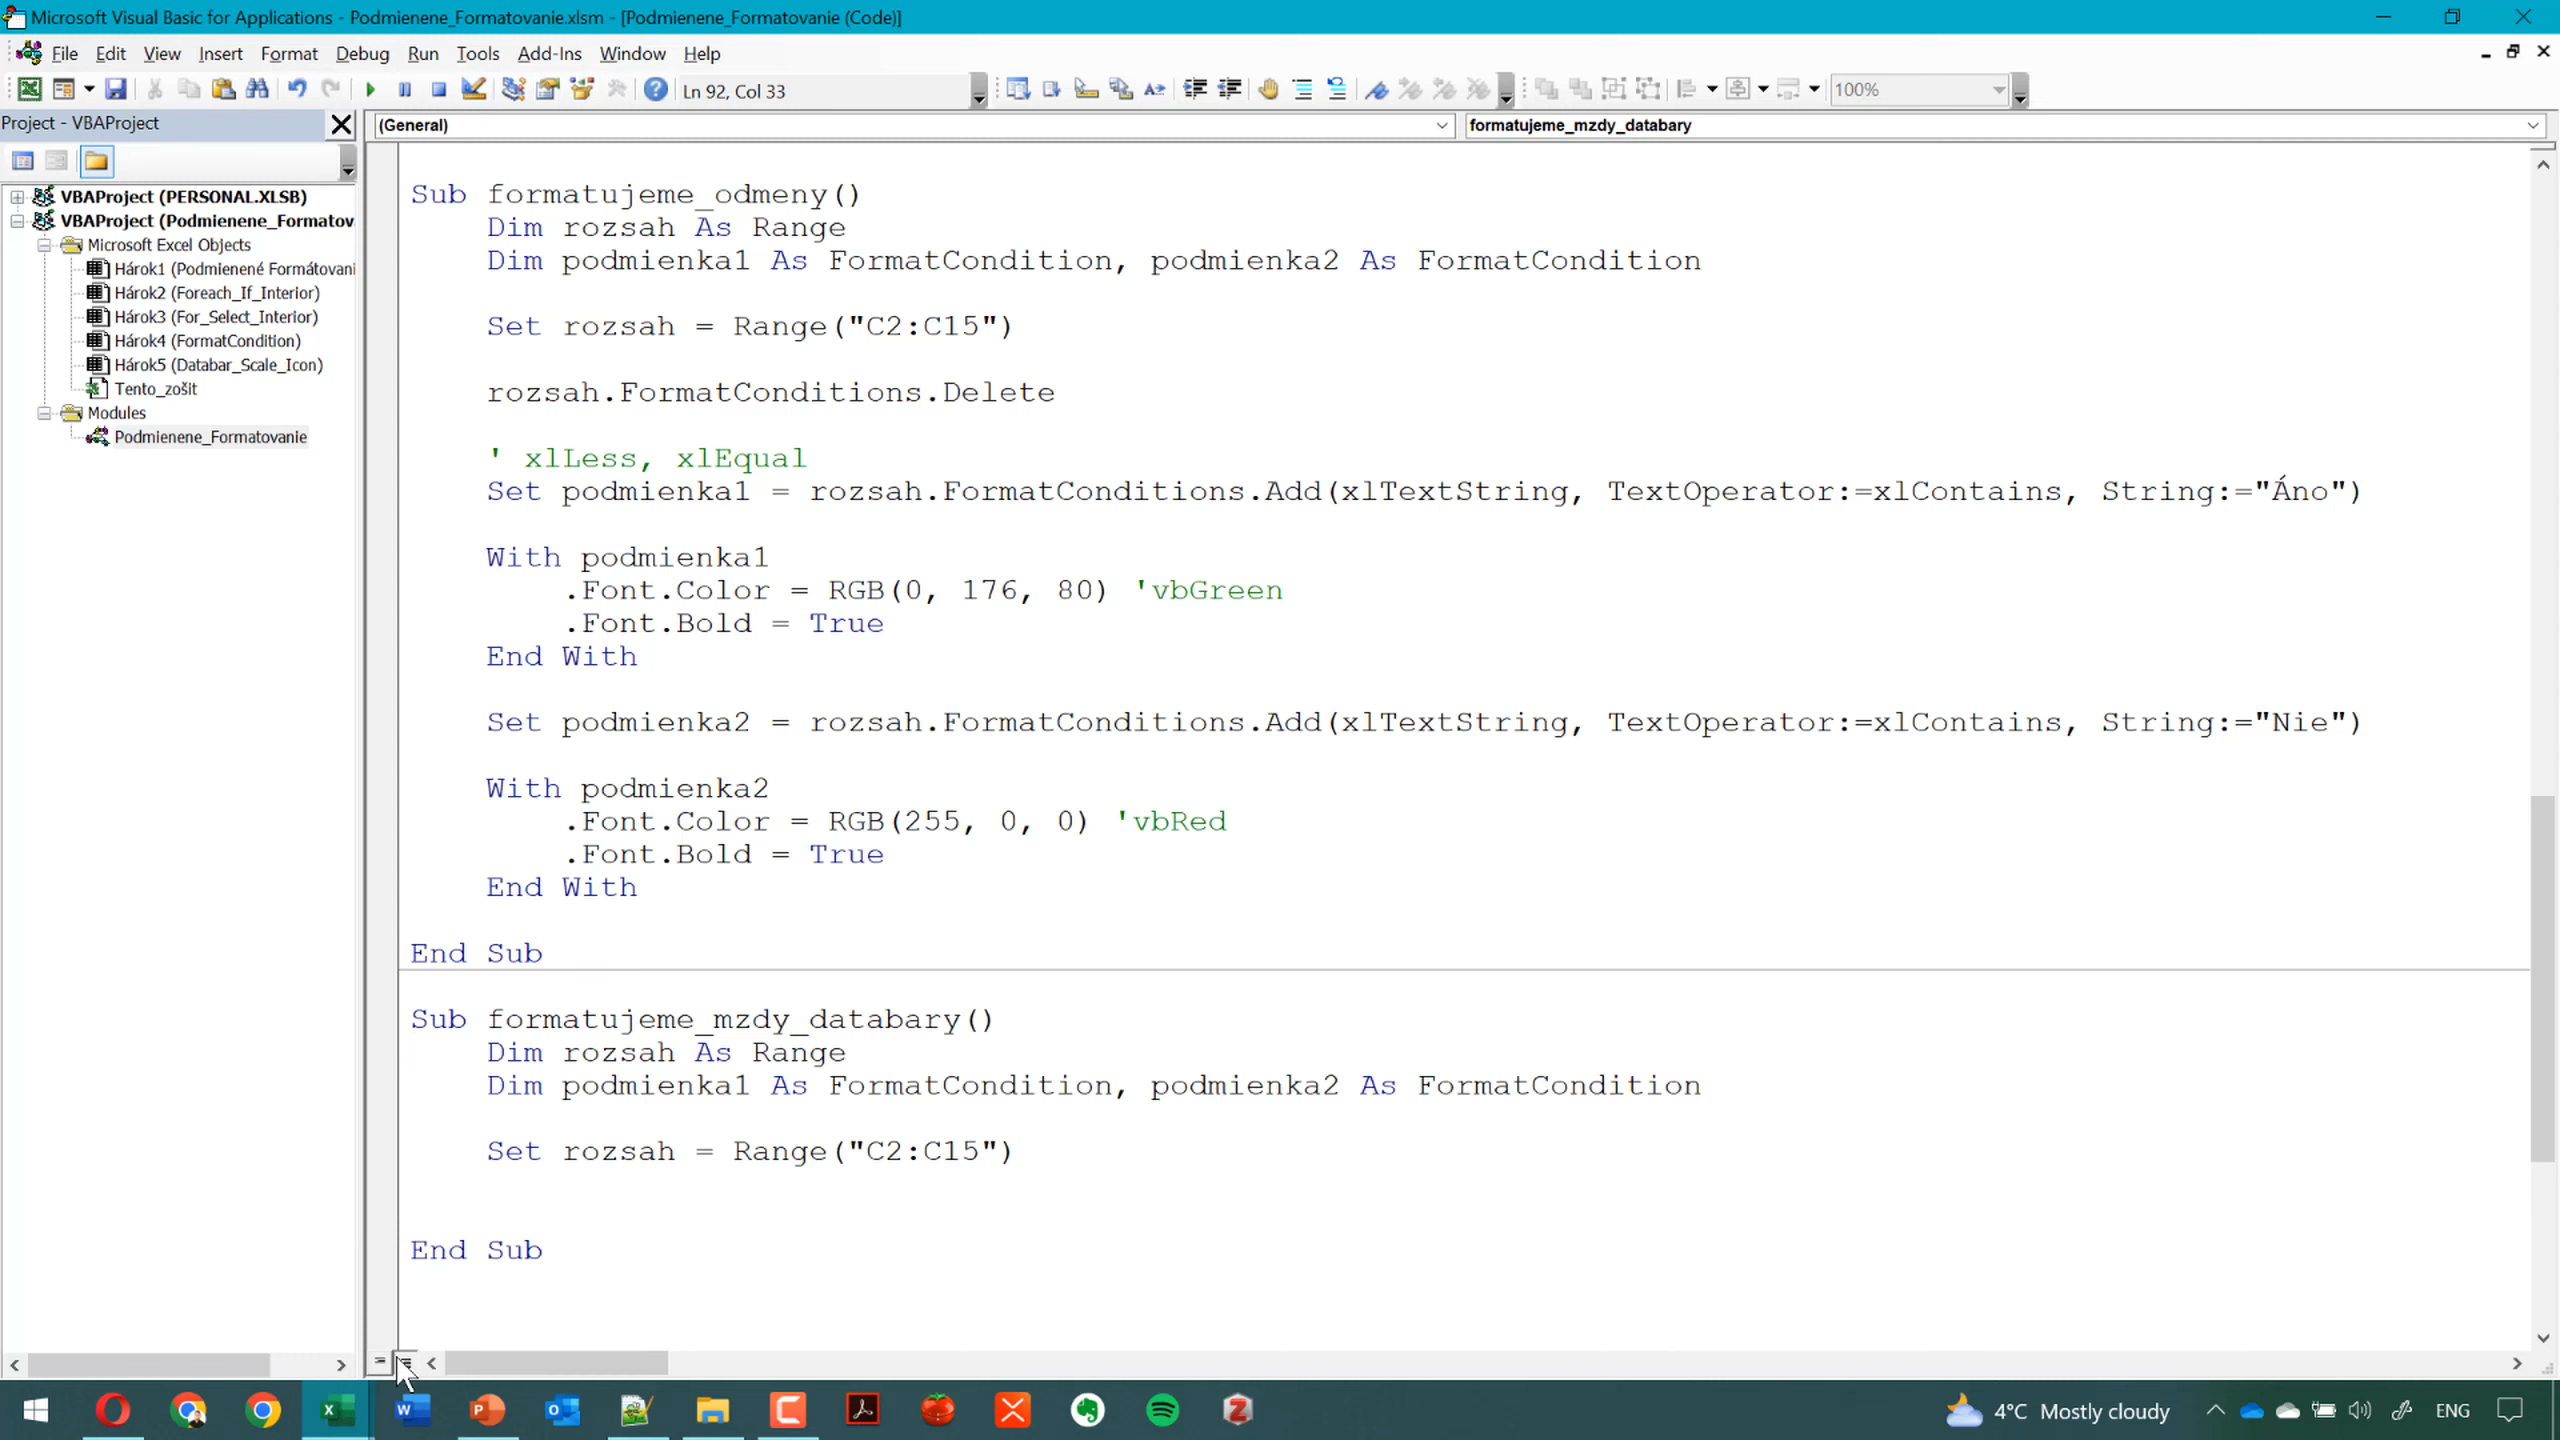 Microsoft Visual Basic for Applications - Podmienene_Formatovanie.xlsm - [Podmienene_Formatovanie (Code)]
File Edit View Insert Format Debug Run Tools Add-Ins Window Help
Ln 92, Col 33
100%
Project - VBAProject
(General)
formatujeme_mzdy_databary
VBAProject (PERSONAL.XLSB)
VBAProject (Podmienene_Formatov
Microsoft Excel Objects
Hárok1 (Podmienené Formátovani
Hárok2 (Foreach_If_Interior)
Hárok3 (For_Select_Interior)
Hárok4 (FormatCondition)
Hárok5 (Databar_Scale_Icon)
Tento_zošit
Modules
Podmienene_Formatovanie
Sub formatujeme_odmeny()
Dim rozsah As Range
Dim podmienka1 As FormatCondition, podmienka2 As FormatCondition
Set rozsah = Range("C2:C15")
rozsah.FormatConditions.Delete
' xlLess, xlEqual
Set podmienka1 = rozsah.FormatConditions.Add(xlTextString, TextOperator:=xlContains, String:="Áno")
With podmienka1
.Font.Color = RGB(0, 176, 80) 'vbGreen
.Font.Bold = True
End With
Set podmienka2 = rozsah.FormatConditions.Add(xlTextString, TextOperator:=xlContains, String:="Nie")
With podmienka2
.Font.Color = RGB(255, 0, 0) 'vbRed
.Font.Bold = True
End With
End Sub
Sub formatujeme_mzdy_databary()
Dim rozsah As Range
Dim podmienka1 As FormatCondition, podmienka2 As FormatCondition
Set rozsah = Range("C2:C15")
End Sub
4°C Mostly cloudy
ENG